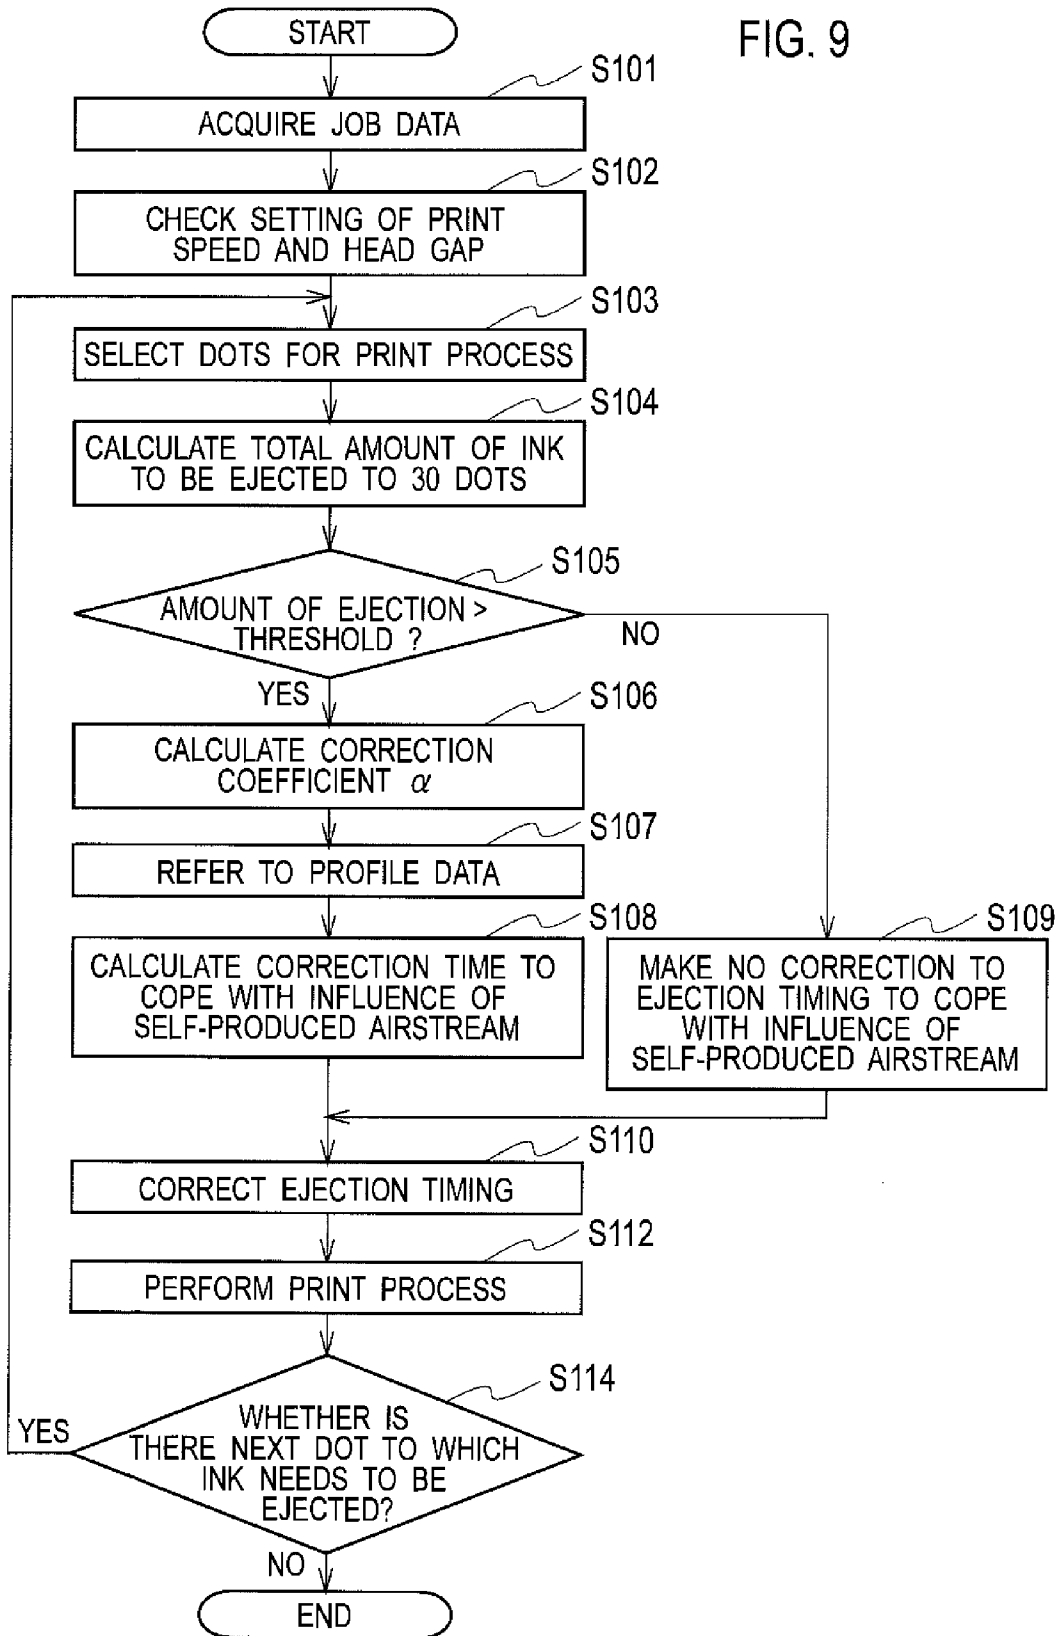 FIG. 9
START
S101
ACQUIRE JOB DATA
S102
CHECK SETTING OF PRINT
SPEED AND HEAD GAP
S103
SELECT DOTS FOR PRINT PROCESS
S104
CALCULATE TOTAL AMOUNT OF INK
TO BE EJECTED TO 30 DOTS
S105
AMOUNT OF EJECTION >
THRESHOLD ?
NO
YES
S106
CALCULATE CORRECTION
COEFFICIENT α
S107
REFER TO PROFILE DATA
S108
CALCULATE CORRECTION TIME TO
COPE WITH INFLUENCE OF
SELF-PRODUCED AIRSTREAM
S109
MAKE NO CORRECTION TO
EJECTION TIMING TO COPE
WITH INFLUENCE OF
SELF-PRODUCED AIRSTREAM
S110
CORRECT EJECTION TIMING
S112
PERFORM PRINT PROCESS
S114
WHETHER IS
THERE NEXT DOT TO WHICH
INK NEEDS TO BE
EJECTED?
YES
NO
END